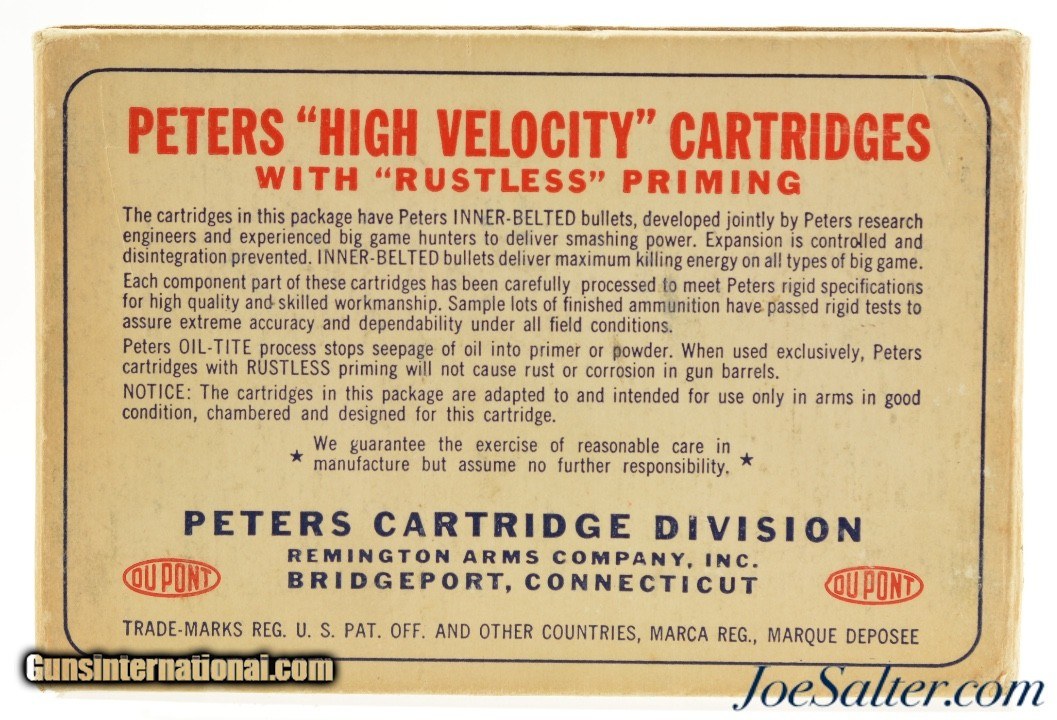 PETERS "HIGH VELOCITY" CARTRIDGES
WITH "RUSTLESS" PRIMING
The cartridges in this package have Peters INNER-BELTED bullets, developed jointly by Peters research
engineers and experienced big game hunters to deliver smashing power. Expansion is controlled and
disintegration prevented. INNER-BELTED bullets deliver maximum killing energy on all types of big game.
Each component part of these cartridges has been carefully processed to meet Peters rigid specifications
for high quality and skilled workmanship. Sample lots of finished ammunition have passed rigid tests to
assure extreme accuracy and dependability under all field conditions.
Peters OIL-TITE process stops seepage of oil into primer or powder. When used exclusively, Peters
cartridges with RUSTLESS priming will not cause rust or corrosion in gun barrels.
NOTICE: The cartridges in this package are adapted to and intended for use only in arms in good
condition, chambered and designed for this cartridge.
★ We guarantee the exercise of reasonable care in
manufacture but assume no further responsibility. ★
PETERS CARTRIDGE DIVISION
REMINGTON ARMS COMPANY, INC.
BRIDGEPORT, CONNECTICUT
DU PONT
DU PONT
TRADE-MARKS REG. U. S. PAT. OFF. AND OTHER COUNTRIES, MARCA REG., MARQUE DEPOSEE
Gunsinternational.com
JoeSalter.com